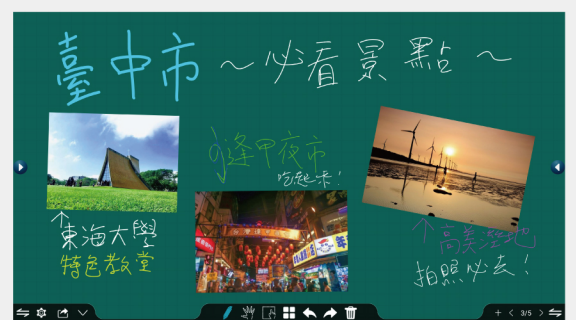 臺中市 ~必看景點~
逢甲夜市
吃起來!
↑
東海大學
特色教堂
↑高美溼地
拍照必去!
3/5